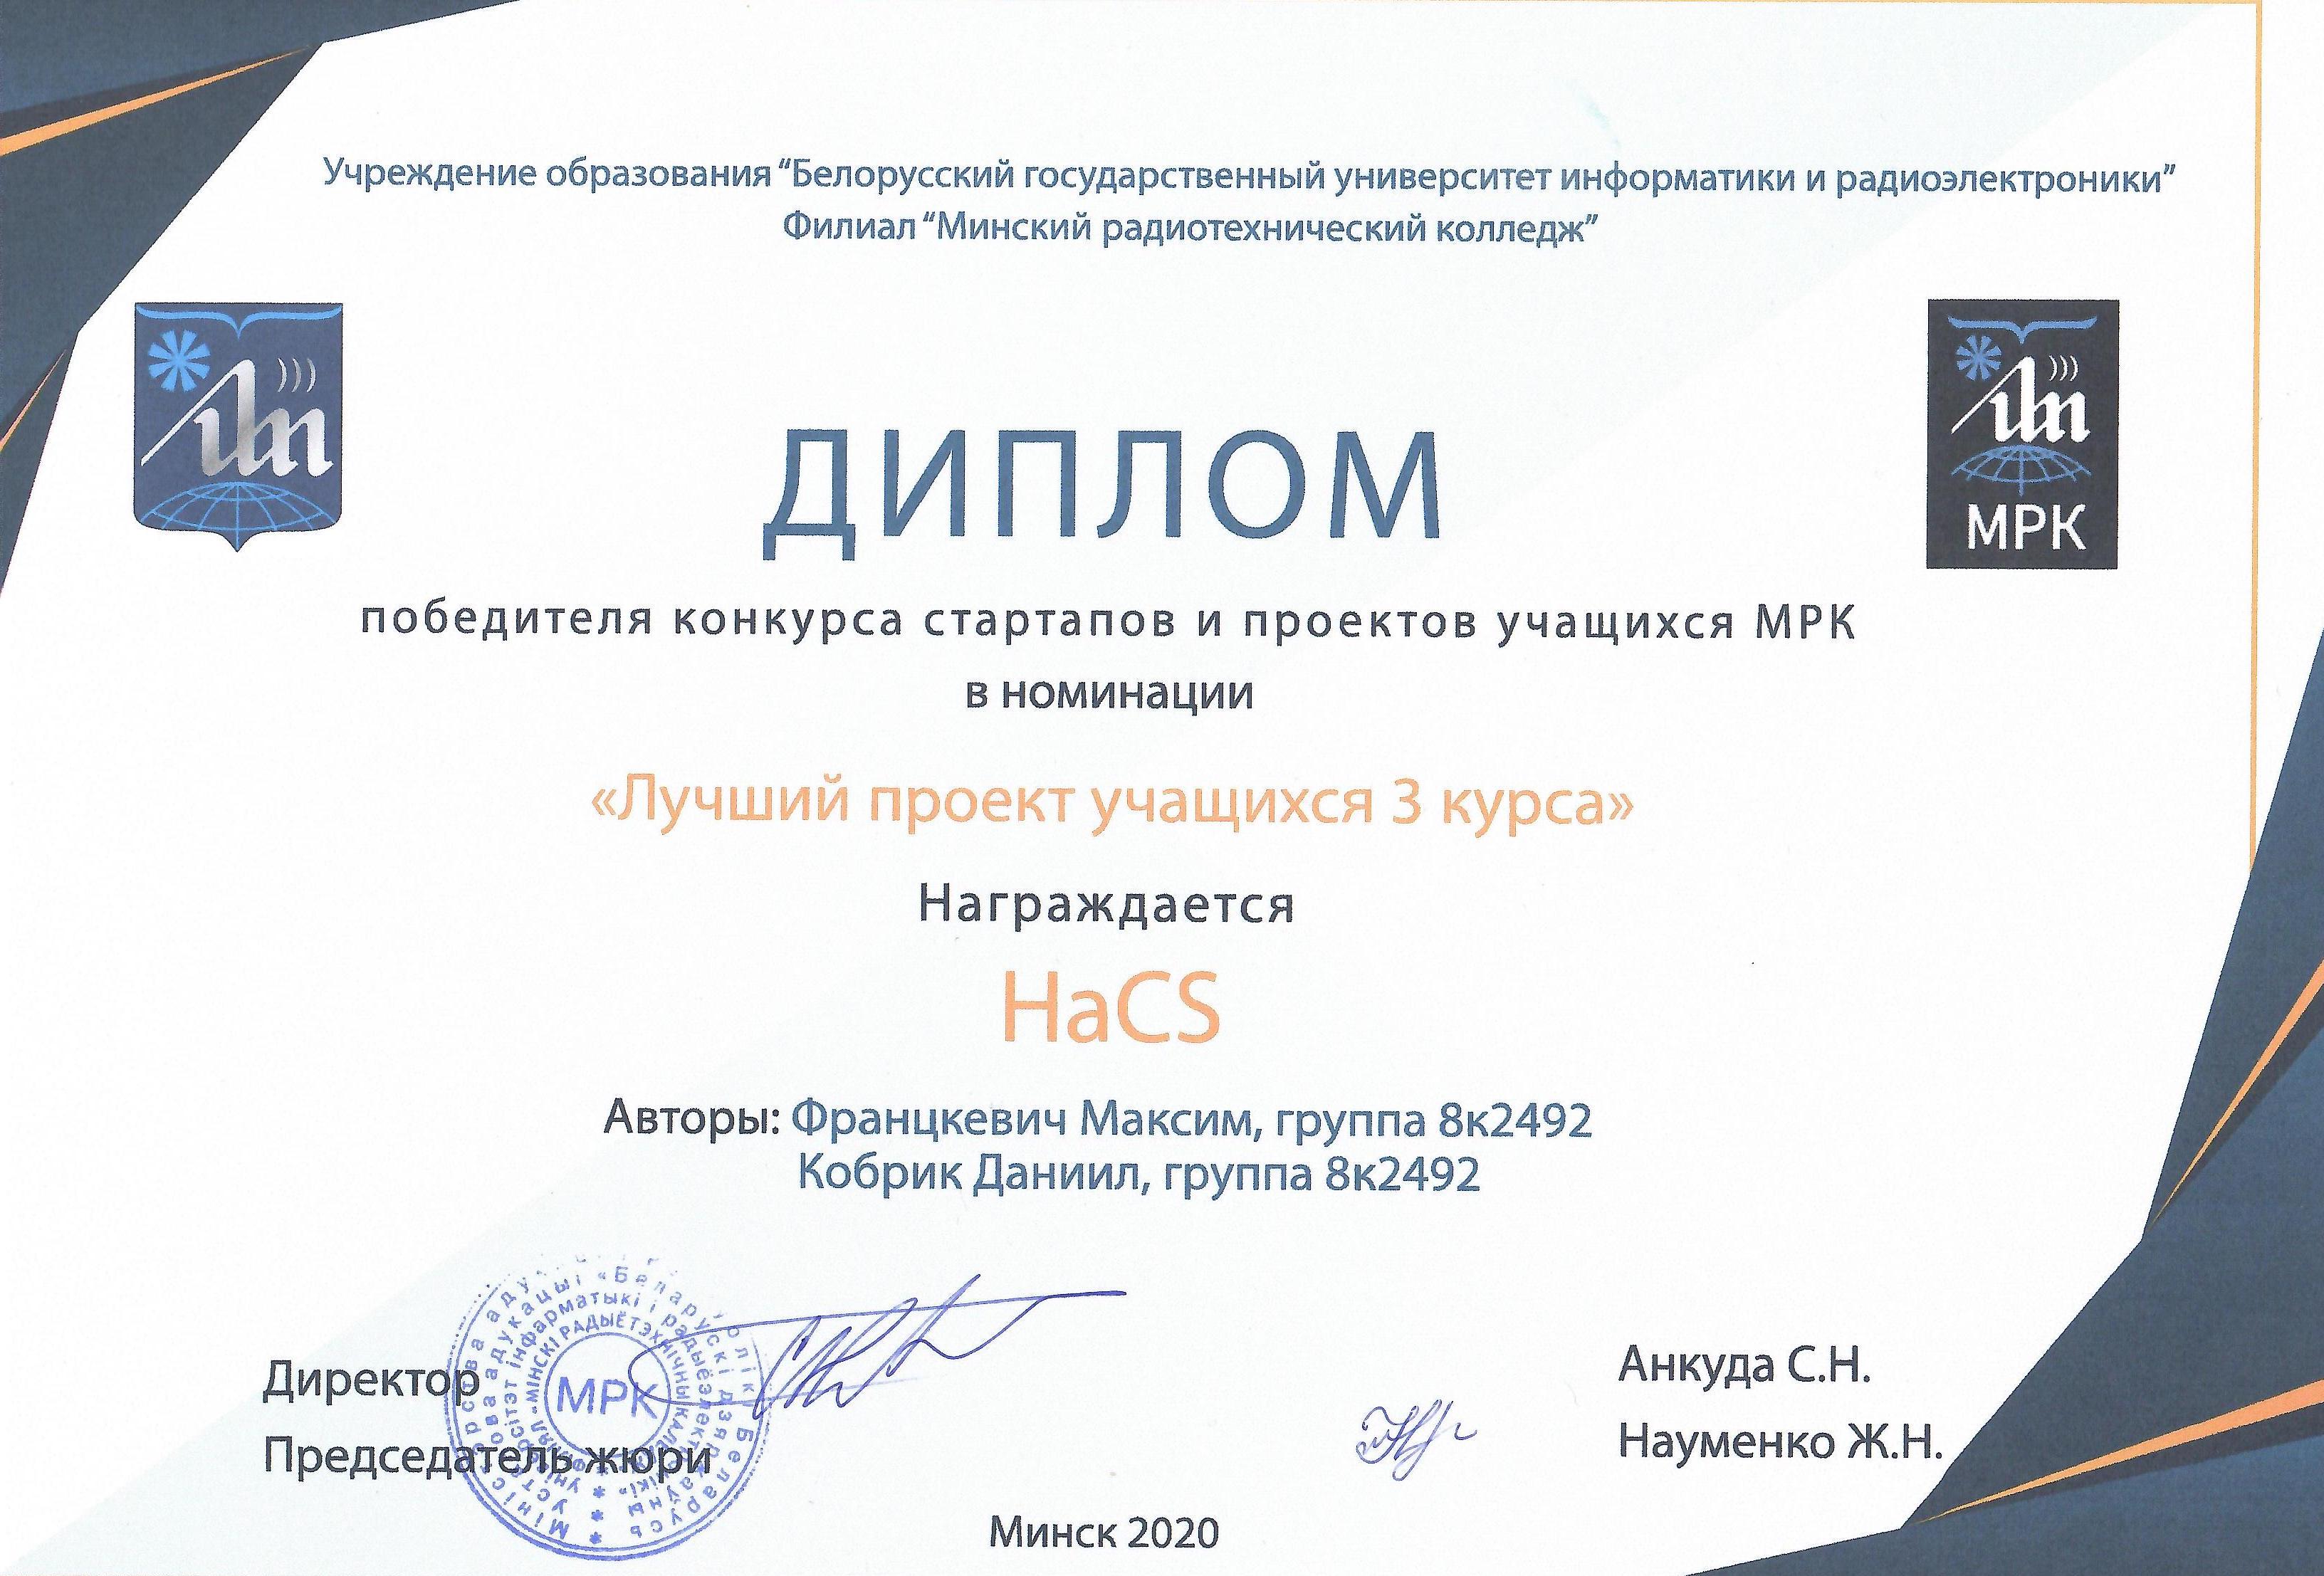 Учреждение образования “Белорусский государственный университет информатики и радиоэлектроники”
Филиал “Минский радиотехнический колледж”
МРК
ДИПЛОМ
победителя конкурса стартапов и проектов учащихся МРК
в номинации
«Лучший проект учащихся 3 курса»
Награждается
HaCS
Авторы: Францкевич Максим, группа 8к2492
Кобрик Даниил, группа 8к2492
Директор
Анкуда С.Н.
Председатель жюри
Науменко Ж.Н.
МРК
Минск 2020